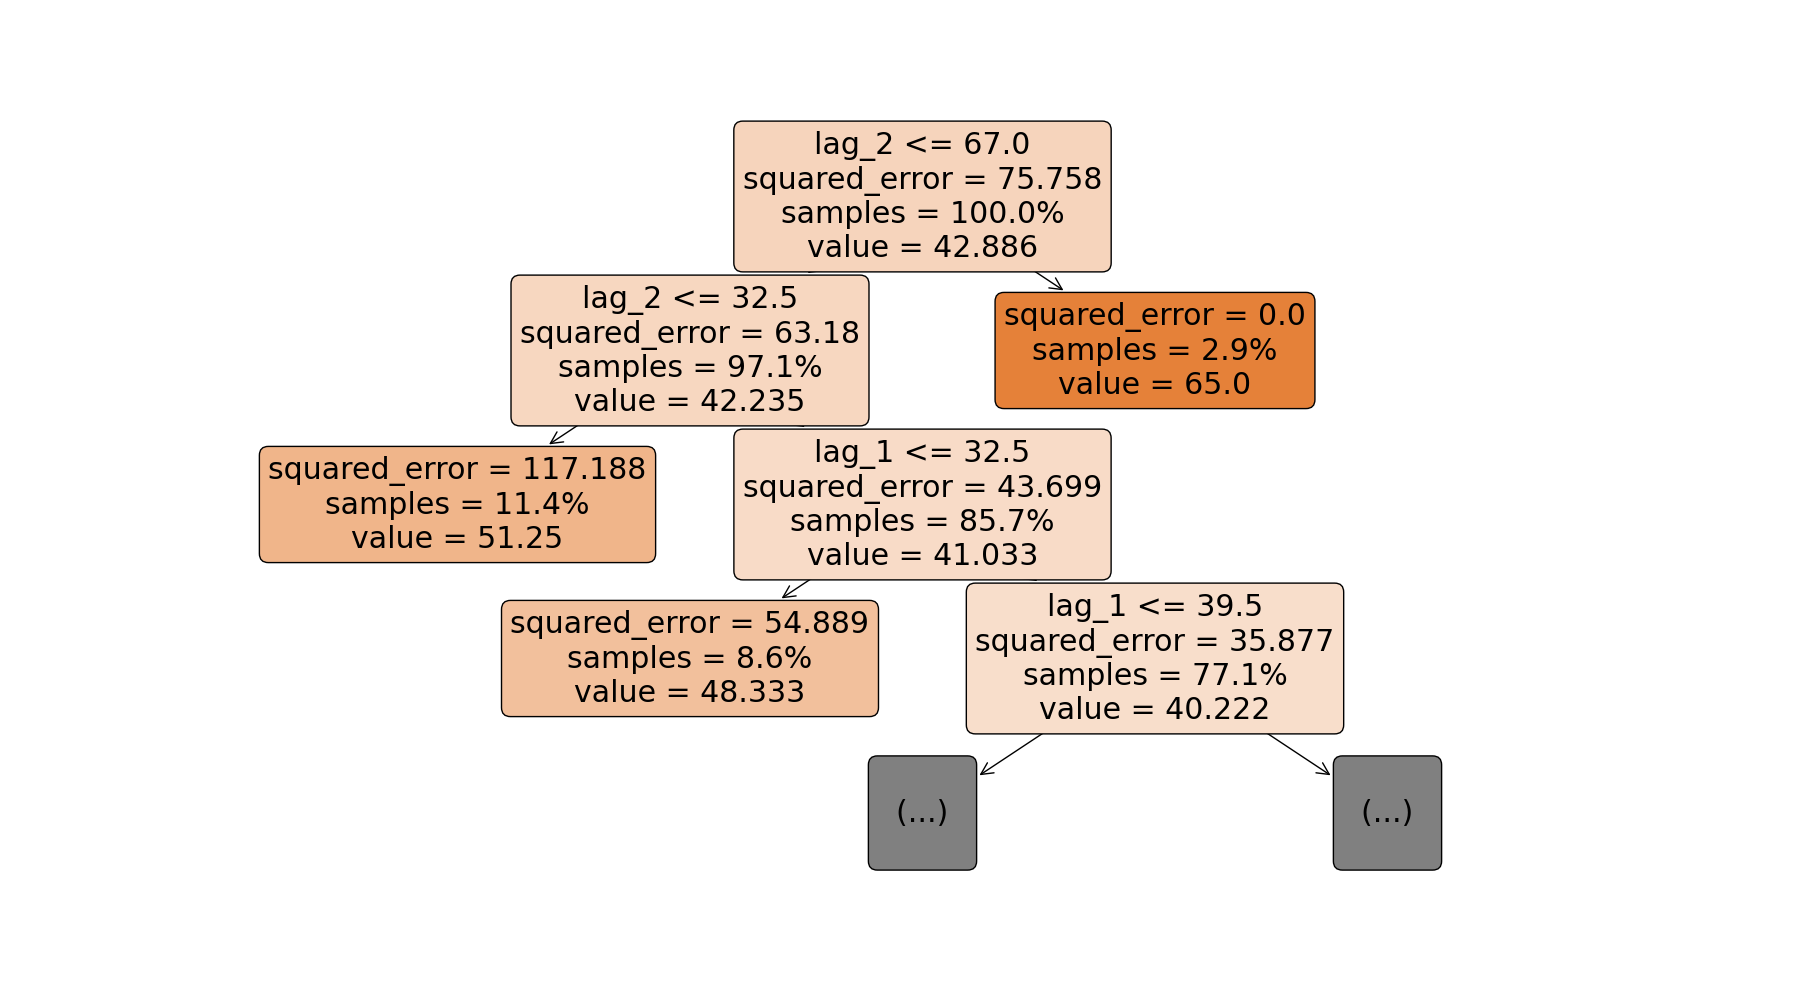 lag_2 <= 67.0
squared_error = 75.758
samples = 100.0%
value = 42.886
lag_2 <= 32.5
squared_error = 63.18
samples = 97.1%
value = 42.235
squared_error = 0.0
samples = 2.9%
value = 65.0
squared_error = 117.188
samples = 11.4%
value = 51.25
lag_1 <= 32.5
squared_error = 43.699
samples = 85.7%
value = 41.033
squared_error = 54.889
samples = 8.6%
value = 48.333
lag_1 <= 39.5
squared_error = 35.877
samples = 77.1%
value = 40.222
(...)
(...)